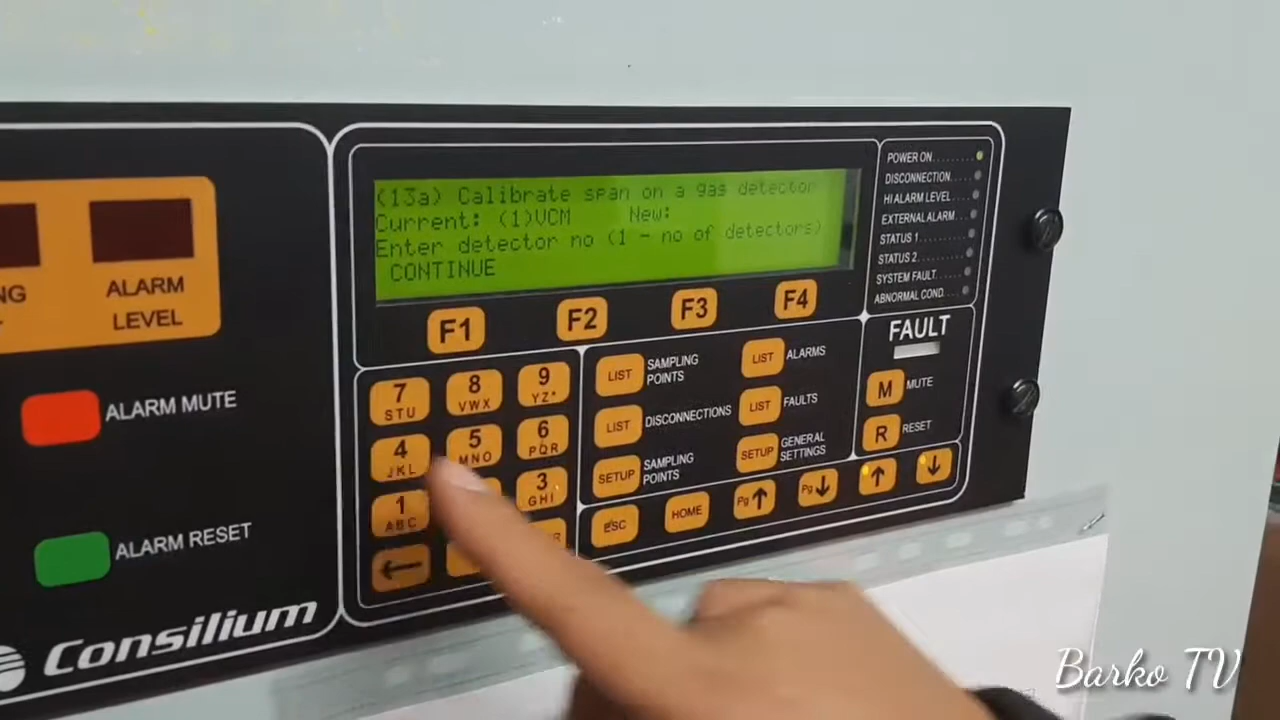 (13a) Calibrate span on a gas detector
Current: (1)VCM New:
Enter detector no (1 - no of detectors)
CONTINUE
F1
F2
F3
F4
POWER ON
DISCONNECTION
HI ALARM LEVEL
EXTERNAL ALARM
STATUS 1
STATUS 2
SYSTEM FAULT
ABNORMAL COND.
FAULT
M MUTE
R RESET
ALARM
LEVEL
ALARM MUTE
ALARM RESET
Consilium
7
STU
8
VWX
9
YZ*
4
JKL
5
MNO
6
PQR
1
ABC
3
GHI
LIST SAMPLING
POINTS
LIST ALARMS
LIST DISCONNECTIONS
LIST FAULTS
SETUP SAMPLING
POINTS
SETUP GENERAL
SETTINGS
ESC
HOME
Pg↑
Pg↓
↑
↓
←
Barko TV